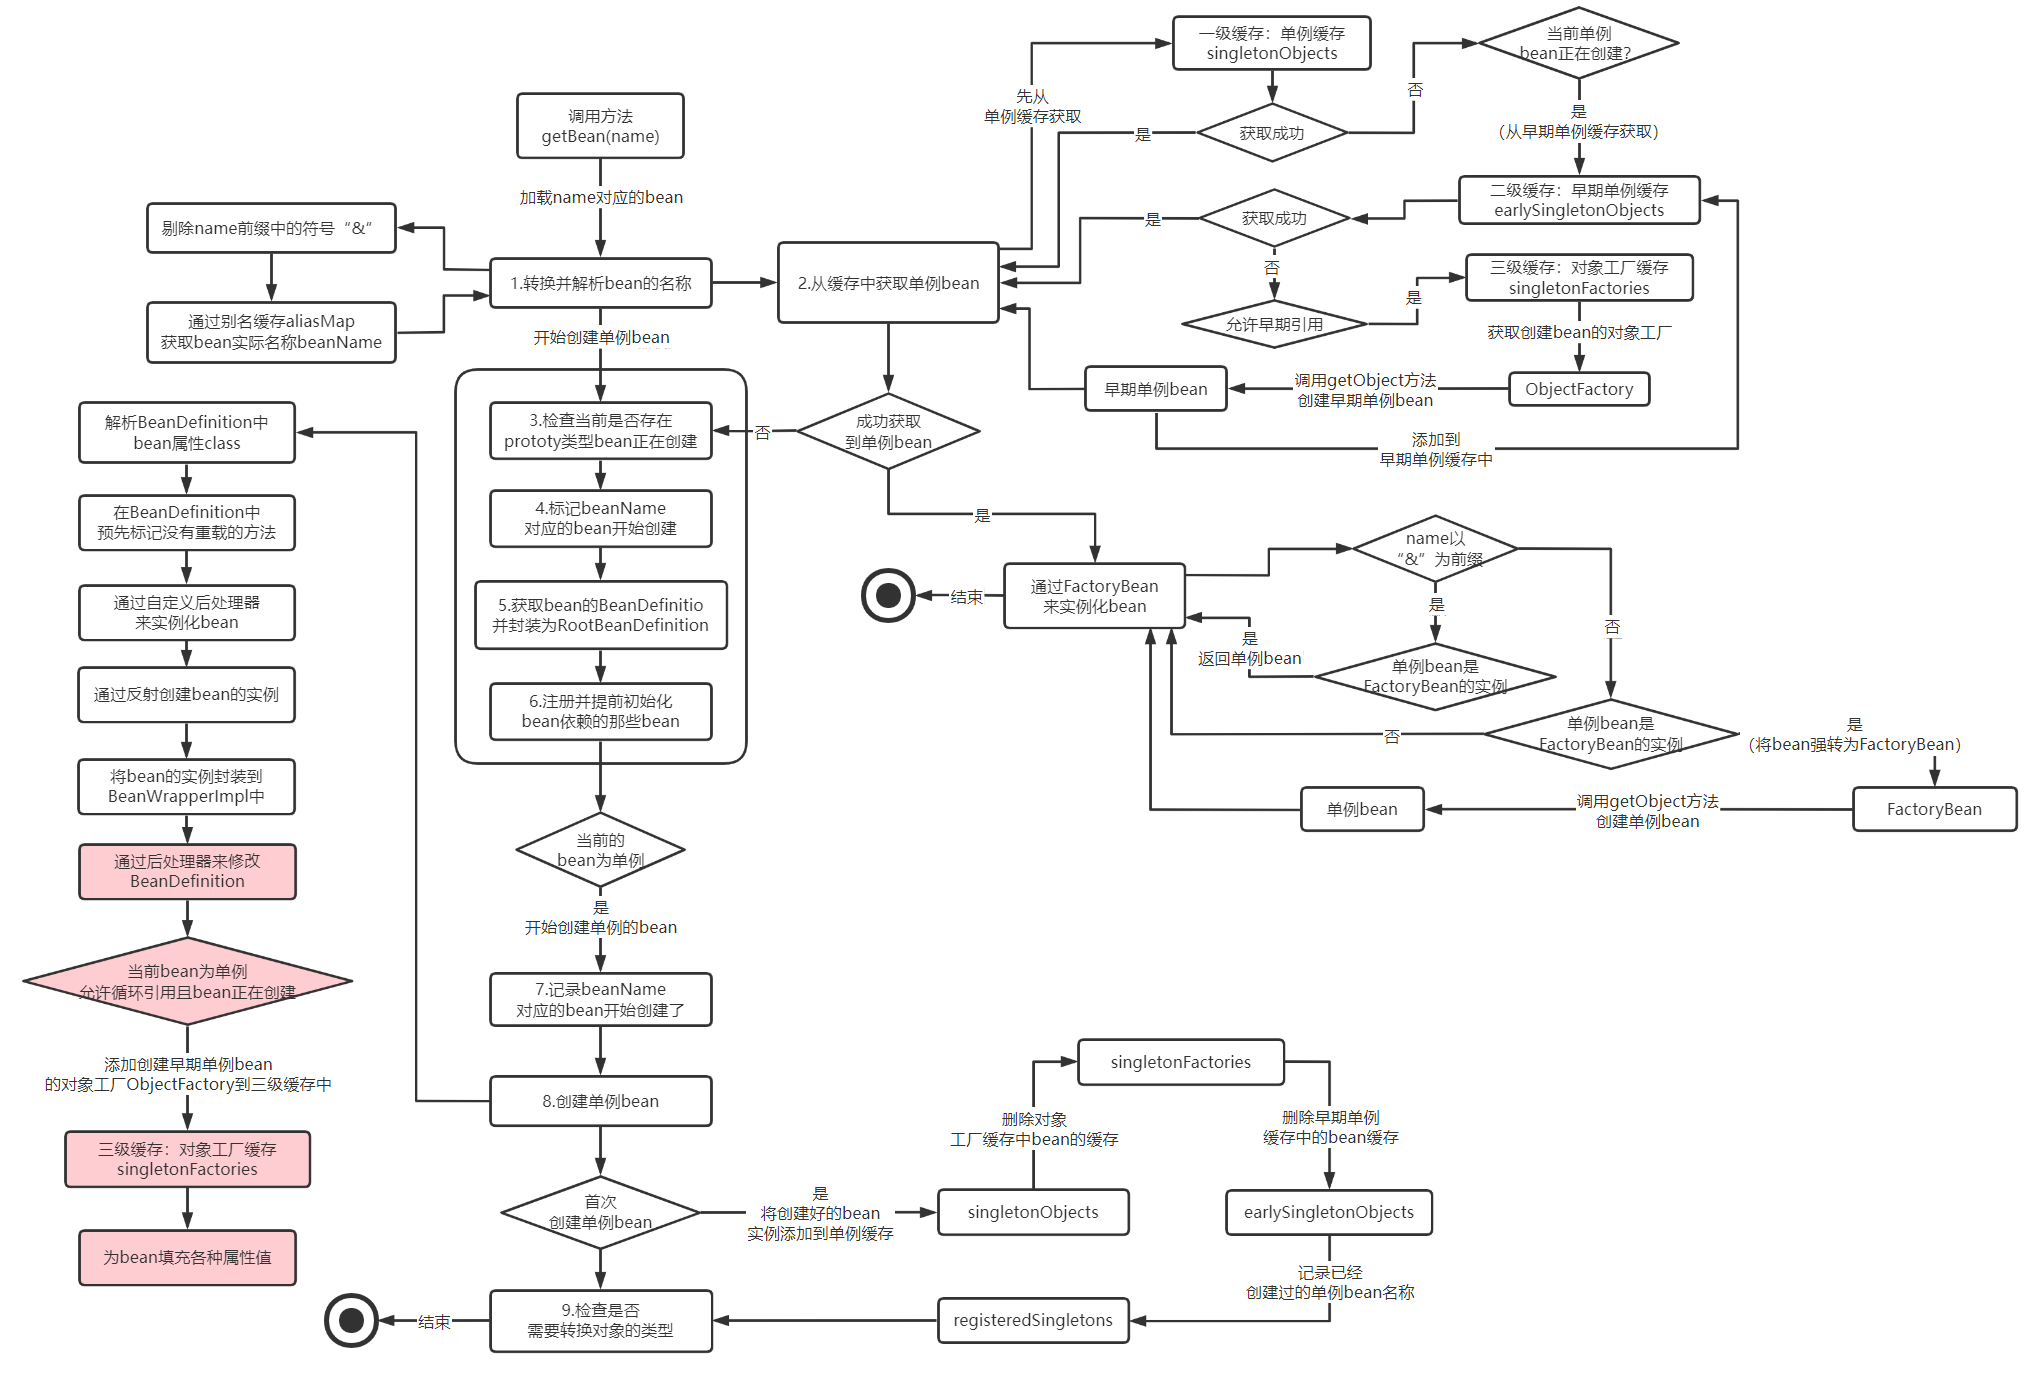 调用方法
getBean(name)
加载name对应的bean
剔除name前缀中的符号“&”
通过别名缓存aliasMap
获取bean实际名称beanName
1.转换并解析bean的名称
开始创建单例bean
2.从缓存中获取单例bean
先从
单例缓存获取
一级缓存：单例缓存
singletonObjects
获取成功
是
否
当前单例
bean正在创建?
是
（从早期单例缓存获取）
二级缓存：早期单例缓存
earlySingletonObjects
获取成功
是
否
允许早期引用
是
三级缓存：对象工厂缓存
singletonFactories
获取创建bean的对象工厂
ObjectFactory
调用getObject方法
创建早期单例bean
早期单例bean
添加到
早期单例缓存中
成功获取
到单例bean
否
是
3.检查当前是否存在
prototy类型bean正在创建
4.标记beanName
对应的bean开始创建
5.获取bean的BeanDefinitio
并封装为RootBeanDefinition
6.注册并提前初始化
bean依赖的那些bean
当前的
bean为单例
是
开始创建单例的bean
7.记录beanName
对应的bean开始创建了
8.创建单例bean
首次
创建单例bean
是
将创建好的bean
实例添加到单例缓存
singletonObjects
删除对象
工厂缓存中bean的缓存
singletonFactories
删除早期单例
缓存中的bean缓存
earlySingletonObjects
记录已经
创建过的单例bean名称
registeredSingletons
9.检查是否
需要转换对象的类型
结束
通过FactoryBean
来实例化bean
结束
name以
“&”为前缀
是
否
单例bean是
FactoryBean的实例
是
返回单例bean
单例bean是
FactoryBean的实例
否
是
（将bean强转为FactoryBean）
FactoryBean
调用getObject方法
创建单例bean
单例bean
解析BeanDefinition中
bean属性class
在BeanDefinition中
预先标记没有重载的方法
通过自定义后处理器
来实例化bean
通过反射创建bean的实例
将bean的实例封装到
BeanWrapperImpl中
通过后处理器来修改
BeanDefinition
当前bean为单例
允许循环引用且bean正在创建
添加创建早期单例bean
的对象工厂ObjectFactory到三级缓存中
三级缓存：对象工厂缓存
singletonFactories
为bean填充各种属性值